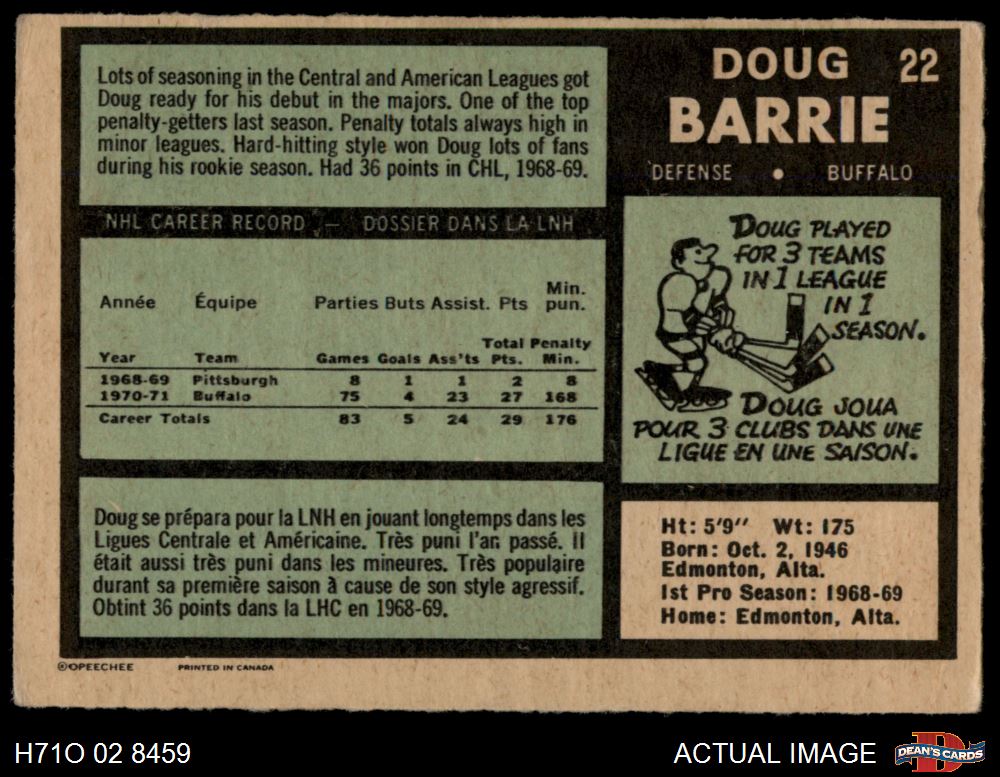 Lots of seasoning in the Central and American Leagues got
Doug ready for his debut in the majors. One of the top
penalty-getters last season. Penalty totals always high in
minor leagues. Hard-hitting style won Doug lots of fans
during his rookie season. Had 36 points in CHL, 1968-69.
DOUG 22
BARRIE
DEFENSE • BUFFALO
NHL CAREER RECORD — DOSSIER DANS LA LNH
Année Équipe Parties Buts Assist. Pts Min. pun.
Year Team Games Goals Ass'ts Total Pts. Penalty Min.
1968-69 Pittsburgh 8 1 1 2 8
1970-71 Buffalo 75 4 23 27 168
Career Totals 83 5 24 29 176
DOUG PLAYED
FOR 3 TEAMS
IN 1 LEAGUE
IN 1
SEASON.
DOUG JOUA
POUR 3 CLUBS DANS UNE
LIGUE EN UNE SAISON.
Doug se prépara pour la LNH en jouant longtemps dans les
Ligues Centrale et Américaine. Très puni l'an passé. Il
était aussi très puni dans les mineures. Très populaire
durant sa première saison à cause de son style agressif.
Obtint 36 points dans la LHC en 1968-69.
Ht: 5'9" Wt: 175
Born: Oct. 2, 1946
Edmonton, Alta.
1st Pro Season: 1968-69
Home: Edmonton, Alta.
©OPEECHEE PRINTED IN CANADA
H71O 02 8459 ACTUAL IMAGE DEAN'S CARDS